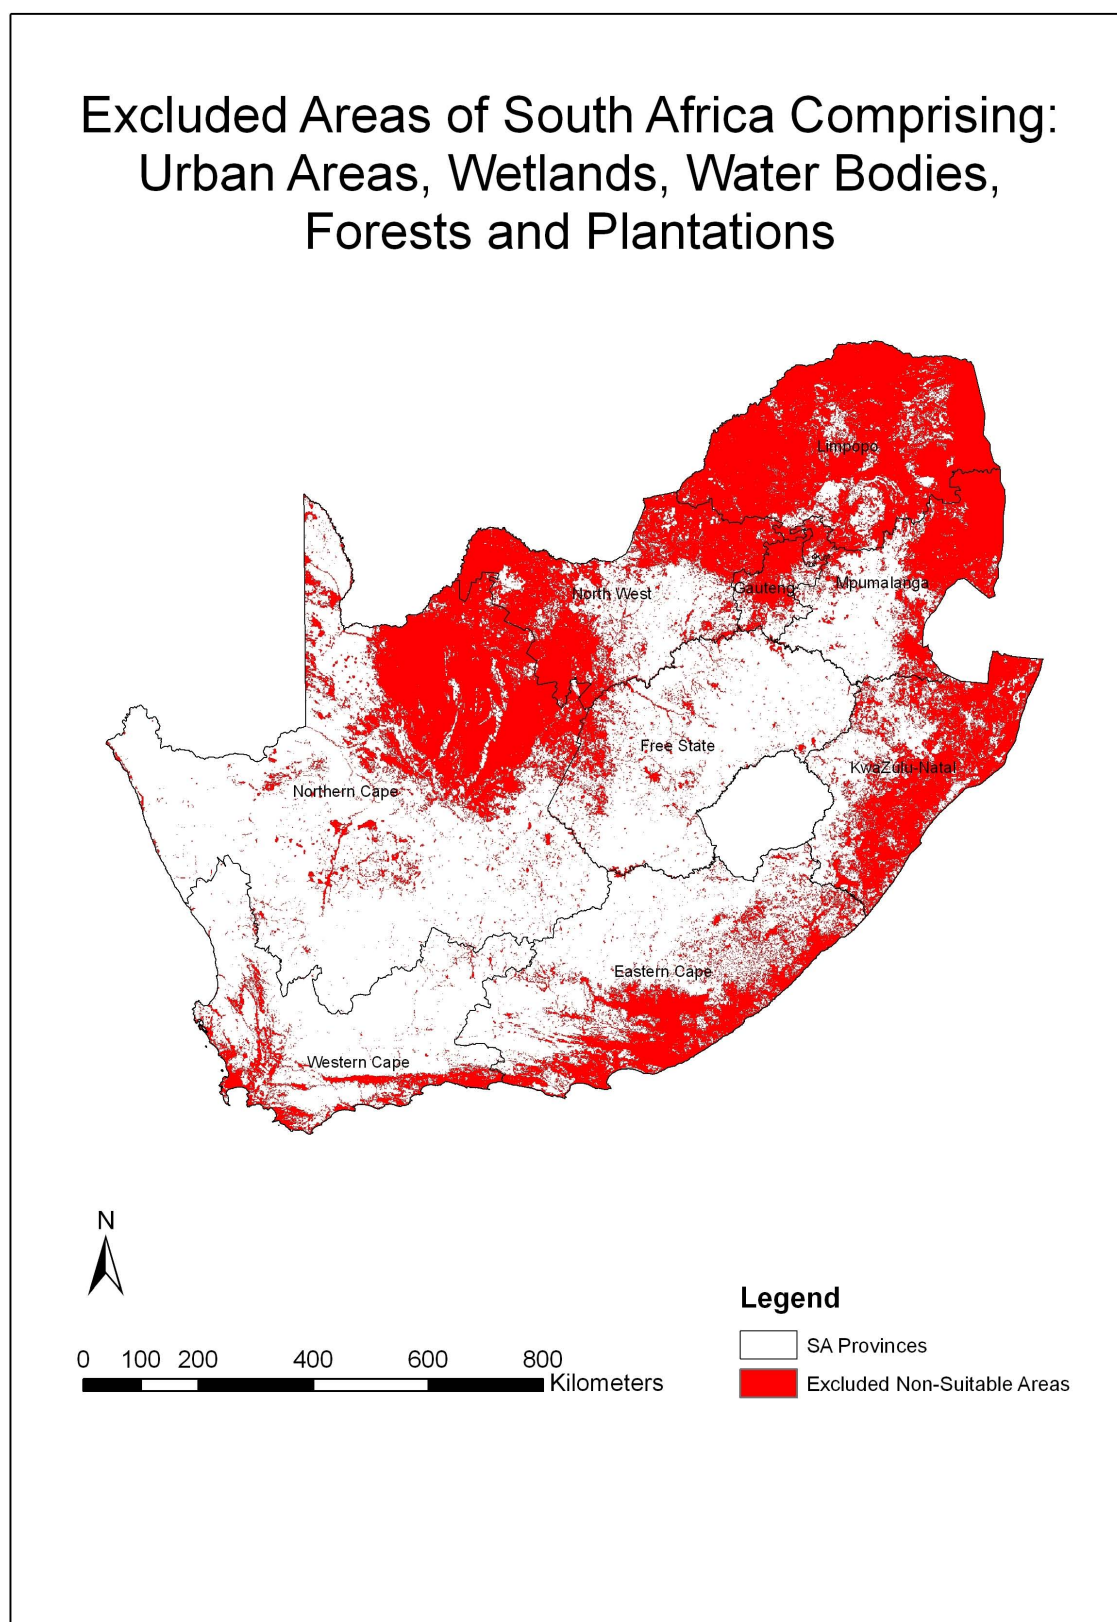 Excluded Areas of South Africa Comprising:
Urban Areas, Wetlands, Water Bodies,
Forests and Plantations
Limpopo
North West
Gauteng
Mpumalanga
Free State
KwaZulu-Natal
Northern Cape
Eastern Cape
Western Cape
N
0 100 200 400 600 800
Kilometers
Legend
SA Provinces
Excluded Non-Suitable Areas